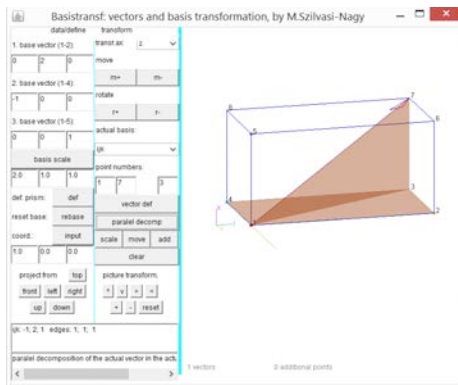 Basistransf: vectors and basis transformation, by M.Szilvasi-Nagy
data/define transform
1. base vector (1-2): transl ax: 2
0 2 0 move
2. base vector (1-4): m+ m-
-1 0 0 rotate
3. base vector (1-5): r+ r-
0 0 1 actual basis:
basis scale ijk
2.0 1.0 1.0 point numbers:
1 7 3
def. prism: def vector def
reset base: rebase paralel decomp
coord.: input scale move add
1.0 0.0 0.0 clear
project from top picture transform.
front left right ^ v > <
up down + - reset
ijk: -1; 2; 1 edges: 1; 1; 1
paralel decomposition of the actual vector in the actu
1 vectors 0 additional points
8
7
5
6
4
3
1
2